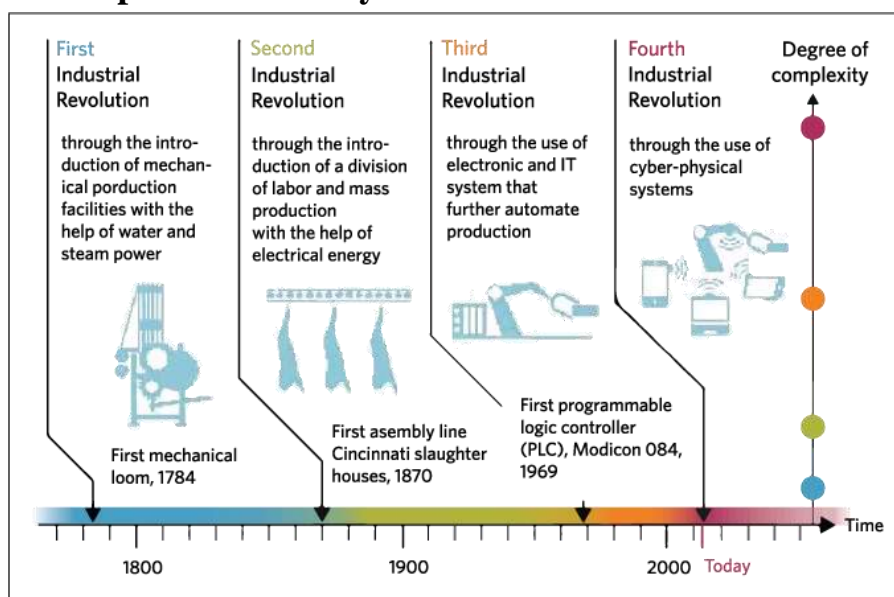 First
Industrial
Revolution
through the intro-
duction of mechan-
ical porduction
facilities with the
help of water and
steam power
First mechanical
loom, 1784
Second
Industrial
Revolution
through the intro-
duction of a division
of labor and mass
production
with the help of
electrical energy
First asembly line
Cincinnati slaughter
houses, 1870
Third
Industrial
Revolution
through the use of
electronic and IT
system that
further automate
production
First programmable
logic controller
(PLC), Modicon 084,
1969
Fourth
Industrial
Revolution
through the use of
cyber-physical
systems
Degree of
complexity
Time
1800
1900
2000
Today